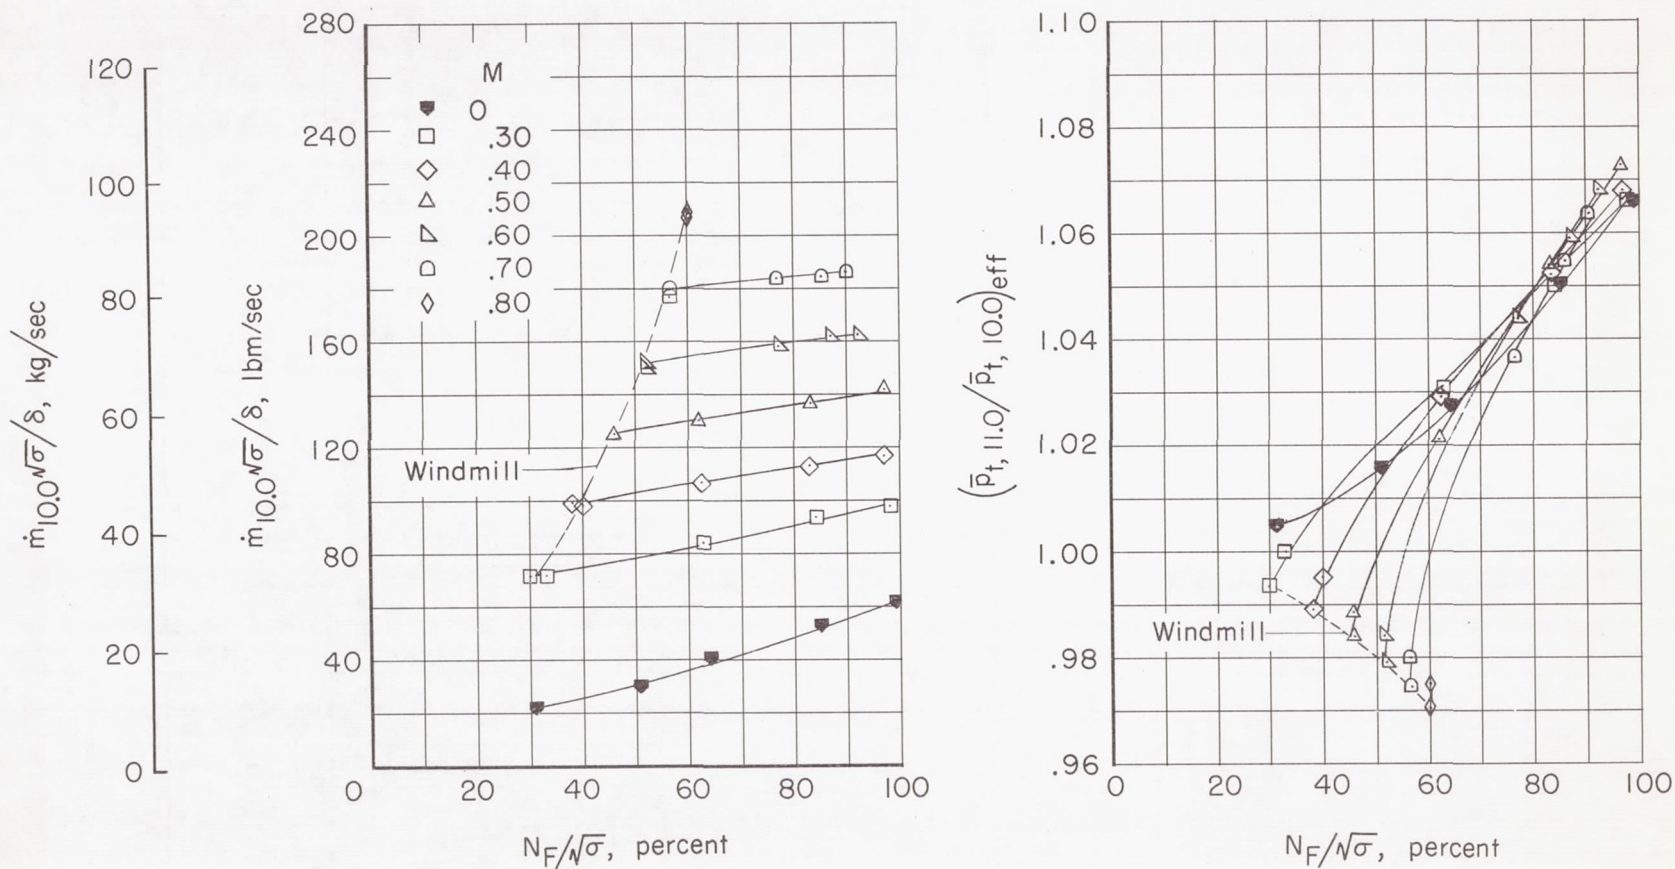 120
100
80
60
40
20
0
ṁ10.0√σ/δ, kg/sec
280
240
200
160
120
80
40
ṁ10.0√σ/δ, lbm/sec
M
0
.30
.40
.50
.60
.70
.80
Windmill
0 20 40 60 80 100
N_F/√σ, percent
1.10
1.08
1.06
1.04
1.02
1.00
.98
.96
(p̄t, 11.0/p̄t, 10.0)eff
Windmill
0 20 40 60 80 100
N_F/√σ, percent